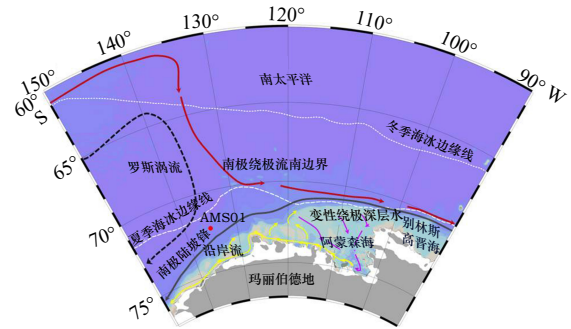 120°
130°
110°
140°
100°
150°
90° W
60°
S
南太平洋
冬季海冰边缘线
65°
罗斯涡流
南极绕极流南边界
夏季海冰边缘线
AMS01
变性绕极深层水
别林斯
高晋海
70°
南极陆坡锋
沿岸流
阿蒙森海
玛丽伯德地
75°